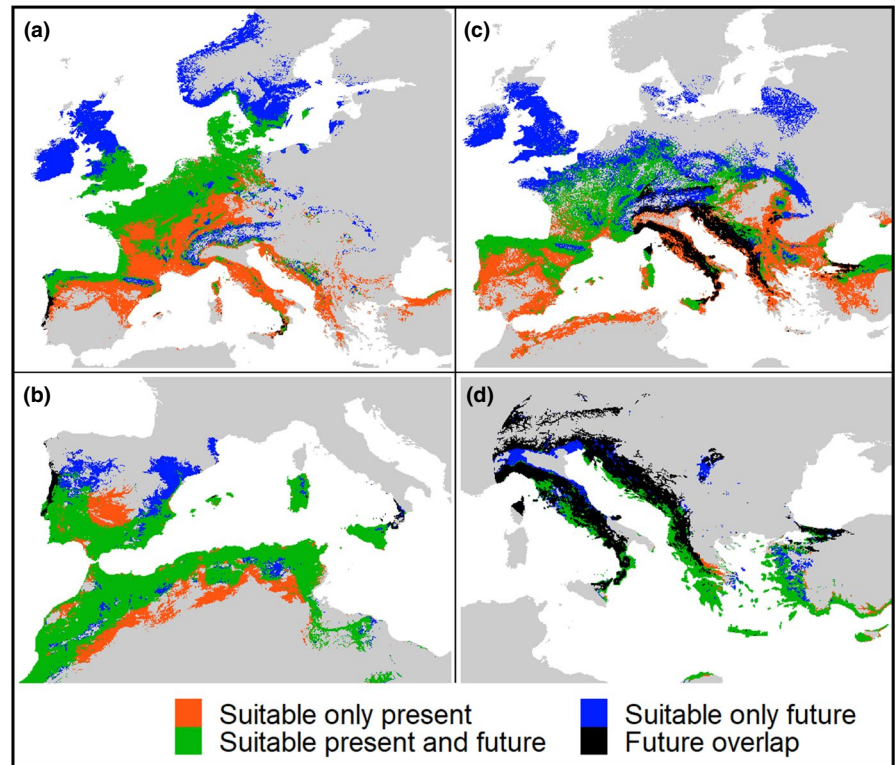 (a)
(c)
(b)
(d)
Suitable only present
Suitable only future
Suitable present and future
Future overlap